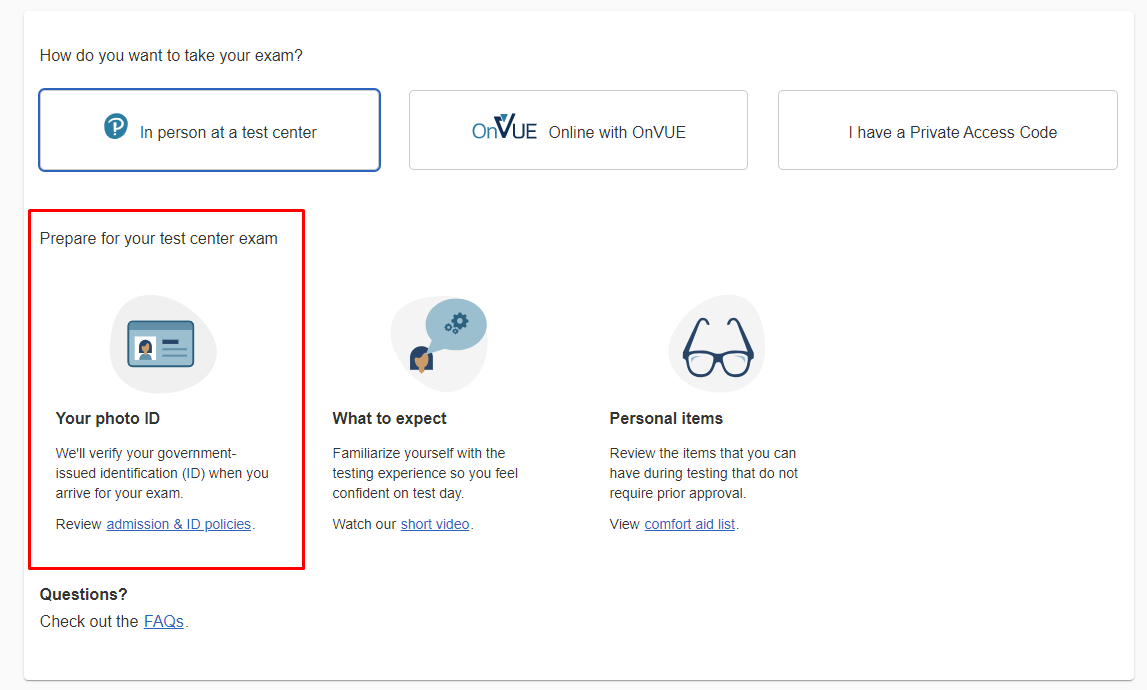 How do you want to take your exam?
In person at a test center
OnVUE Online with OnVUE
I have a Private Access Code
Prepare for your test center exam
Your photo ID
We'll verify your government-
issued identification (ID) when you
arrive for your exam.
Review admission & ID policies.
What to expect
Familiarize yourself with the
testing experience so you feel
confident on test day.
Watch our short video.
Personal items
Review the items that you can
have during testing that do not
require prior approval.
View comfort aid list.
Questions?
Check out the FAQs.